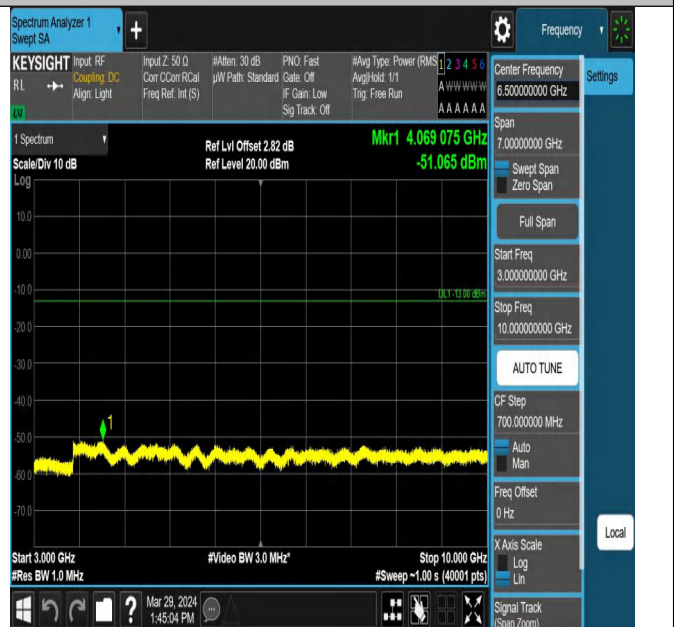 Spectrum Analyzer 1
Swept SA
+
Frequency
KEYSIGHT
RL
LXI
Input: RF
Coupling: DC
Align: Light
Input Z: 50 Ω
Corr CCorr RCal
Freq Ref: Int (S)
#Atten: 30 dB
µW Path: Standard
PNO: Fast
Gate: Off
IF Gain: Low
Sig Track: Off
#Avg Type: Power (RMS
Avg|Hold: 1/1
Trig: Free Run
1 2 3 4 5 6
A W W W W W
A A A A A A
1 Spectrum
Scale/Div 10 dB
Log
Ref Lvl Offset 2.82 dB
Ref Level 20.00 dBm
Mkr1 4.069 075 GHz
-51.065 dBm
10.0
0.00
-10.0
DL1 -13.00 dBm
-20.0
-30.0
-40.0
1
-50.0
-60.0
-70.0
Start 3.000 GHz
#Res BW 1.0 MHz
#Video BW 3.0 MHz*
Stop 10.000 GHz
#Sweep ~1.00 s (40001 pts)
Center Frequency
6.500000000 GHz
Settings
Span
7.00000000 GHz
Swept Span
Zero Span
Full Span
Start Freq
3.000000000 GHz
Stop Freq
10.000000000 GHz
AUTO TUNE
CF Step
700.000000 MHz
Auto
Man
Freq Offset
0 Hz
X Axis Scale
Log
Lin
Local
Signal Track
(Span Zoom)
?
Mar 29, 2024
1:45:04 PM